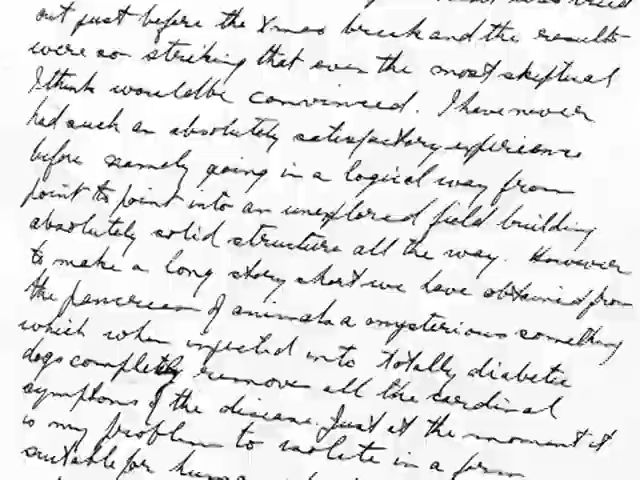 out just before the Xmas break and the results
were so striking that even the most skeptical
I think would be convinced. I have never
had such an absolutely satisfactory experience
before namely going in a logical way from
point to point into an unexplored field building
absolutely solid structure all the way. However
to make a long story short we have obtained from
the pancreas of animals a mysterious something
which when injected into totally diabetic
dogs completely removes all the cardinal
symptoms of the disease. Just at the moment it
is my problem to isolate in a form
suitable for human